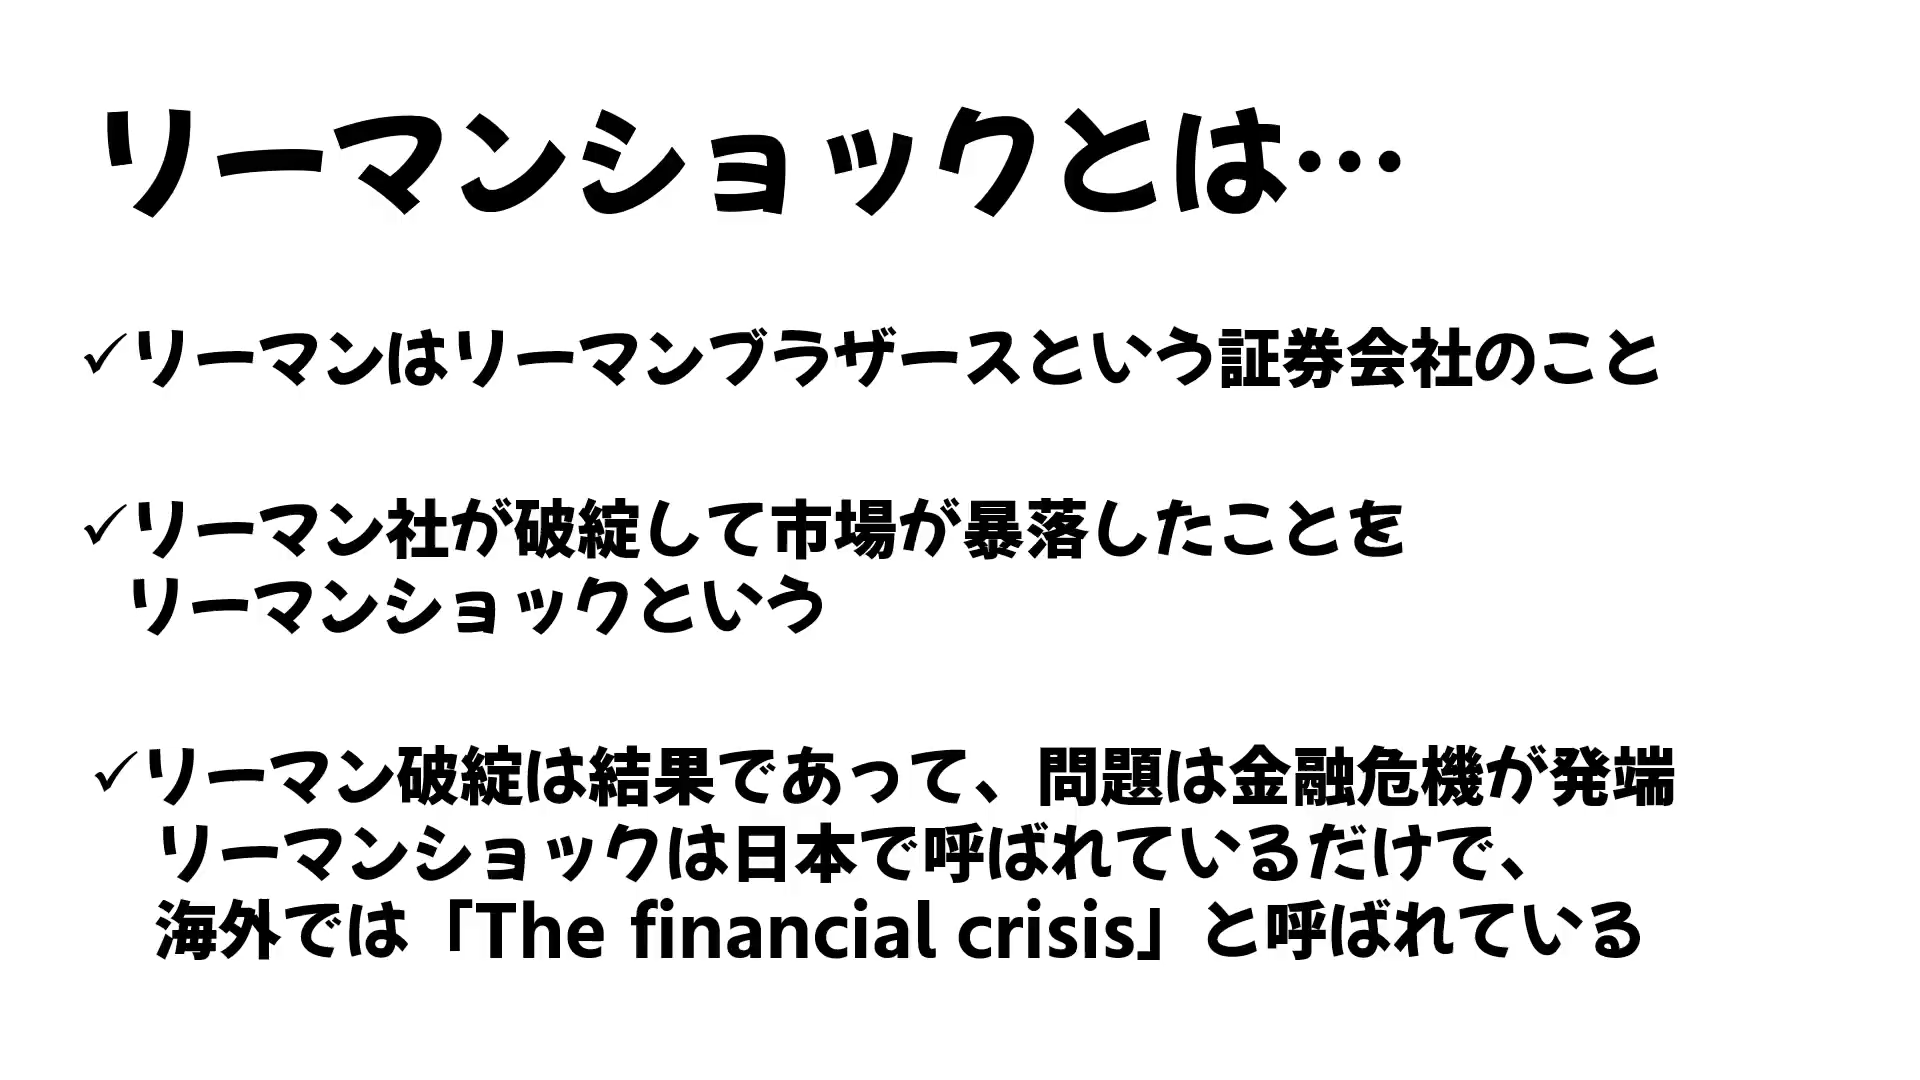 リーマンショックとは…
✓リーマンはリーマンブラザースという証券会社のこと
✓リーマン社が破綻して市場が暴落したことを
リーマンショックという
✓リーマン破綻は結果であって、問題は金融危機が発端
リーマンショックは日本で呼ばれているだけで、
海外では「The financial crisis」と呼ばれている